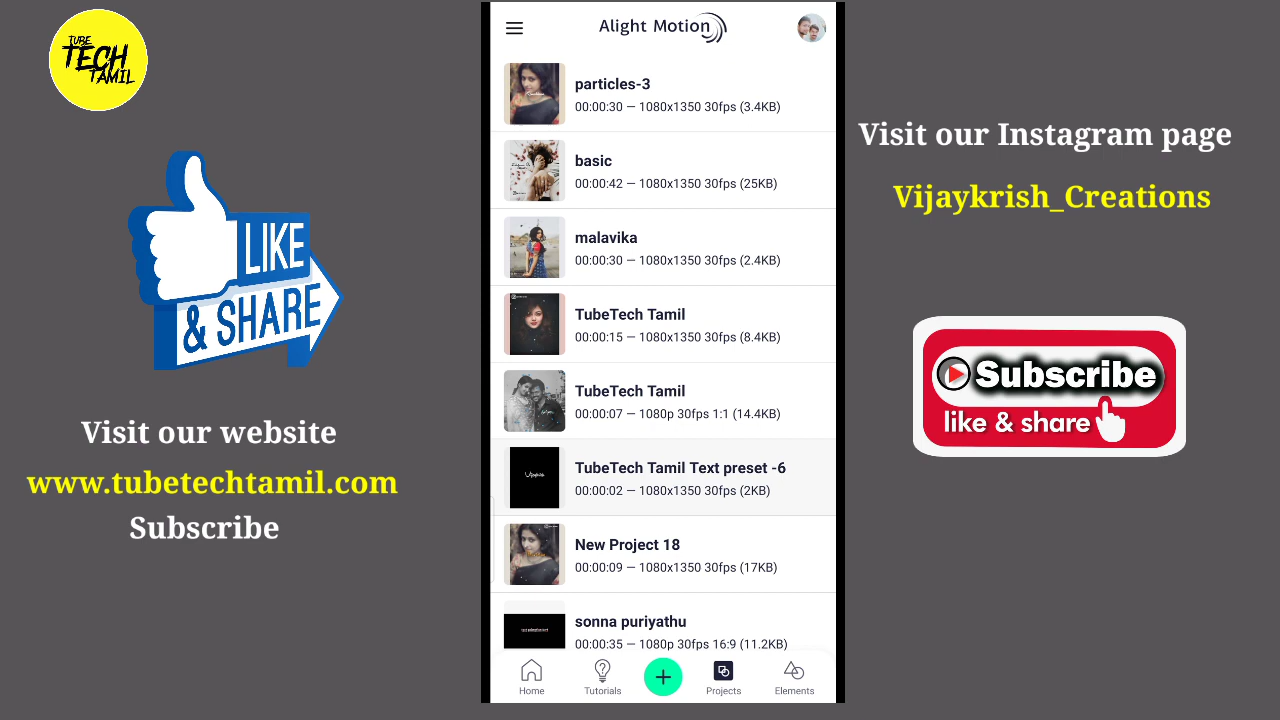 TUBE
TECH
TAMIL
LIKE
& SHARE
Visit our website
www.tubetechtamil.com
Subscribe
Alight Motion
particles-3
00:00:30 — 1080x1350 30fps (3.4KB)
basic
00:00:42 — 1080x1350 30fps (25KB)
malavika
00:00:30 — 1080x1350 30fps (2.4KB)
TubeTech Tamil
00:00:15 — 1080x1350 30fps (8.4KB)
TubeTech Tamil
00:00:07 — 1080p 30fps 1:1 (14.4KB)
TubeTech Tamil Text preset -6
00:00:02 — 1080x1350 30fps (2KB)
New Project 18
00:00:09 — 1080x1350 30fps (17KB)
sonna puriyathu
00:00:35 — 1080p 30fps 16:9 (11.2KB)
Home
Tutorials
Projects
Elements
Visit our Instagram page
Vijaykrish_Creations
Subscribe
like & share